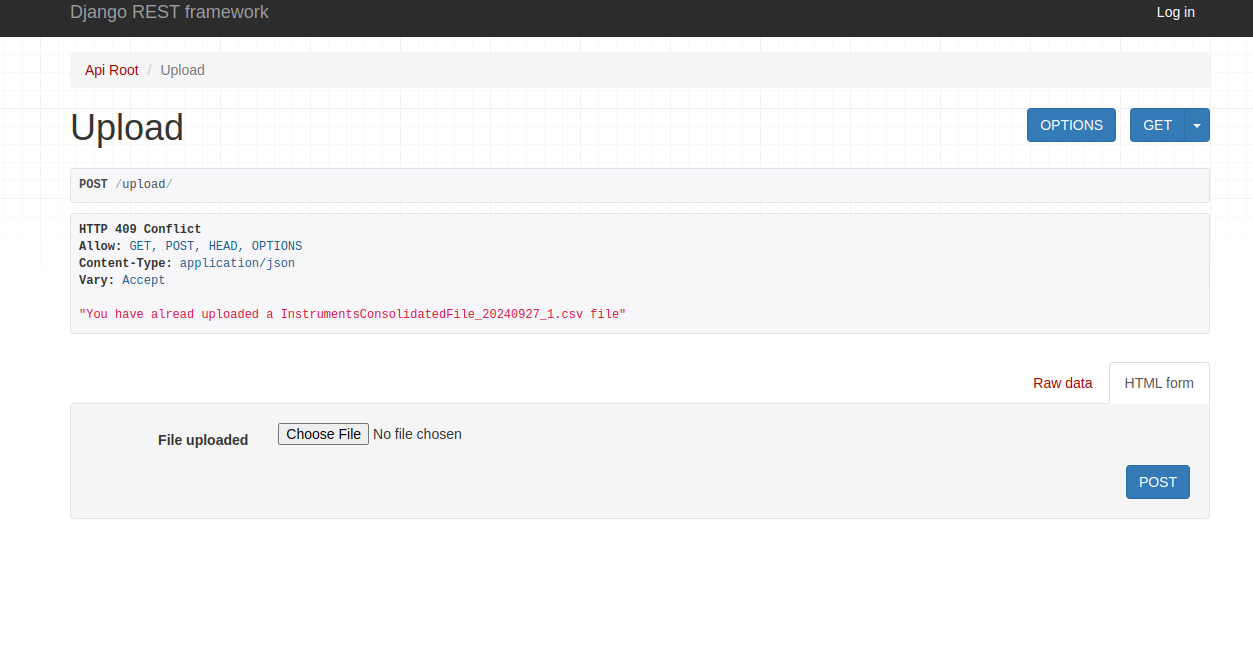 Django REST framework
Log in
Api Root / Upload
Upload
OPTIONS
GET
POST /upload/
HTTP 409 Conflict
Allow: GET, POST, HEAD, OPTIONS
Content-Type: application/json
Vary: Accept
"You have alread uploaded a InstrumentsConsolidatedFile_20240927_1.csv file"
Raw data
HTML form
File uploaded
Choose File No file chosen
POST